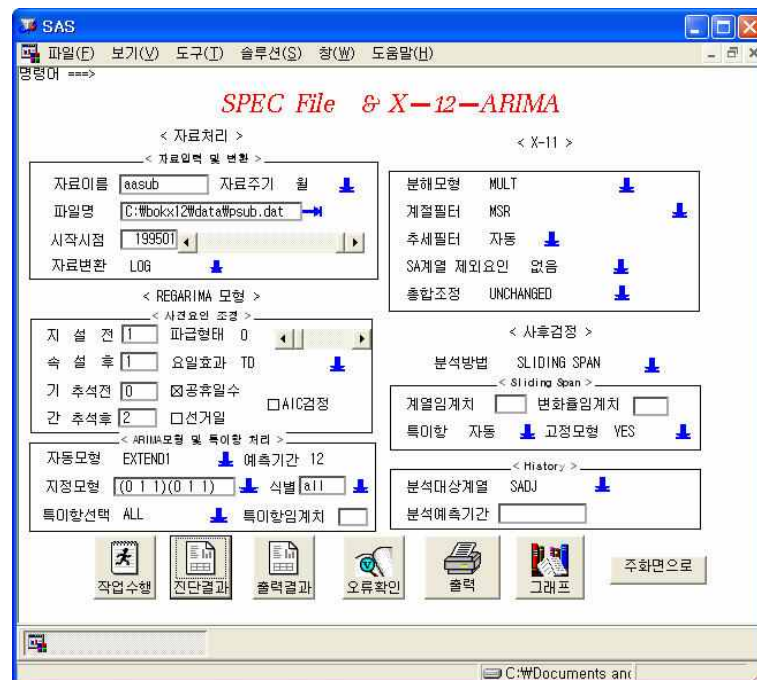 SAS
파일(F) 보기(V) 도구(T) 솔루션(S) 창(W) 도움말(H)
명령어 ===>
SPEC File & X-12-ARIMA
< 자료처리 >
< 자료입력 및 변환 >
자료이름 aasub 자료주기 월
파일명 C:₩bokx12₩data₩psub.dat
시작시점 199501
자료변환 LOG
< REGARIMA 모형 >
< 사전요인 조정 >
지 설 전 1 파급형태 0
속 설 후 1 요일효과 TD
기 추석전 0 ☒공휴일수
간 추석후 2 □선거일 □AIC검정
< ARIMA모형 및 특이항 처리 >
자동모형 EXTEND1 예측기간 12
지정모형 (0 1 1)(0 1 1) 식별 all
특이항선택 ALL 특이항임계치
< X-11 >
분해모형 MULT
계절필터 MSR
추세필터 자동
SA계열 제외요인 없음
총합조정 UNCHANGED
< 사후검정 >
분석방법 SLIDING SPAN
< Sliding Span >
계열임계치 변화율임계치
특이항 자동 고정모형 YES
< History >
분석대상계열 SADJ
분석예측기간
작업수행 진단결과 출력결과 오류확인 출력 그래프 주화면으로
C:₩Documents and